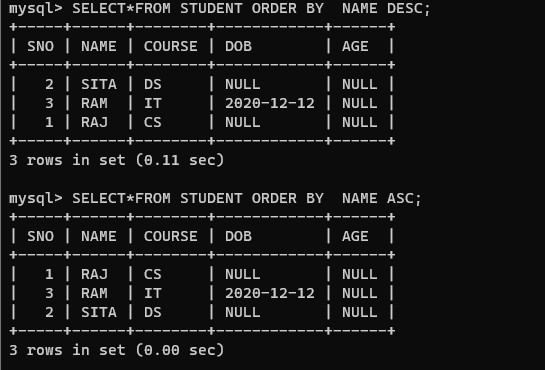 mysql> SELECT*FROM STUDENT ORDER BY  NAME DESC;
+-----+------+--------+------------+------+
| SNO | NAME | COURSE | DOB        | AGE  |
+-----+------+--------+------------+------+
|   2 | SITA | DS     | NULL       | NULL |
|   3 | RAM  | IT     | 2020-12-12 | NULL |
|   1 | RAJ  | CS     | NULL       | NULL |
+-----+------+--------+------------+------+
3 rows in set (0.11 sec)

mysql> SELECT*FROM STUDENT ORDER BY  NAME ASC;
+-----+------+--------+------------+------+
| SNO | NAME | COURSE | DOB        | AGE  |
+-----+------+--------+------------+------+
|   1 | RAJ  | CS     | NULL       | NULL |
|   3 | RAM  | IT     | 2020-12-12 | NULL |
|   2 | SITA | DS     | NULL       | NULL |
+-----+------+--------+------------+------+
3 rows in set (0.00 sec)